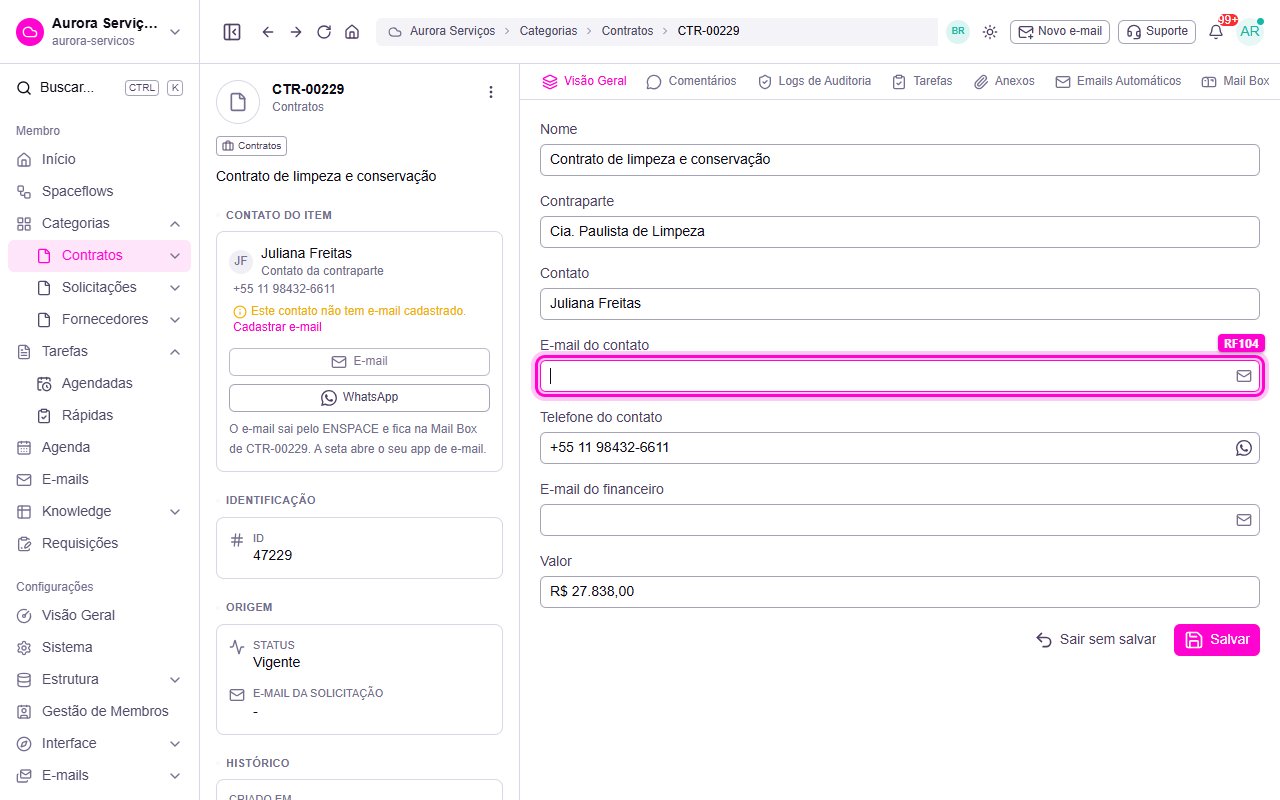 Aurora Serviç...
aurora-servicos
Aurora Serviços
Categorias
Contratos
CTR-00229
BR
Novo e-mail
Suporte
99+
AR
Buscar...
CTRL
K
Membro
Início
Spaceflows
Categorias
Contratos
Solicitações
Fornecedores
Tarefas
Agendadas
Rápidas
Agenda
E-mails
Knowledge
Requisições
Configurações
Visão Geral
Sistema
Estrutura
Gestão de Membros
Interface
E-mails
CTR-00229
Contratos
Contratos
Contrato de limpeza e conservação
CONTATO DO ITEM
JF
Juliana Freitas
Contato da contraparte
+55 11 98432-6611
Este contato não tem e-mail cadastrado.
Cadastrar e-mail
E-mail
WhatsApp
O e-mail sai pelo ENSPACE e fica na Mail Box
de CTR-00229. A seta abre o seu app de e-mail.
IDENTIFICAÇÃO
ID
47229
ORIGEM
STATUS
Vigente
E-MAIL DA SOLICITAÇÃO
-
HISTÓRICO
CRIADO EM
Visão Geral
Comentários
Logs de Auditoria
Tarefas
Anexos
Emails Automáticos
Mail Box
Nome
Contrato de limpeza e conservação
Contraparte
Cia. Paulista de Limpeza
Contato
Juliana Freitas
E-mail do contato
RF104
Telefone do contato
+55 11 98432-6611
E-mail do financeiro
Valor
R$ 27.838,00
Sair sem salvar
Salvar